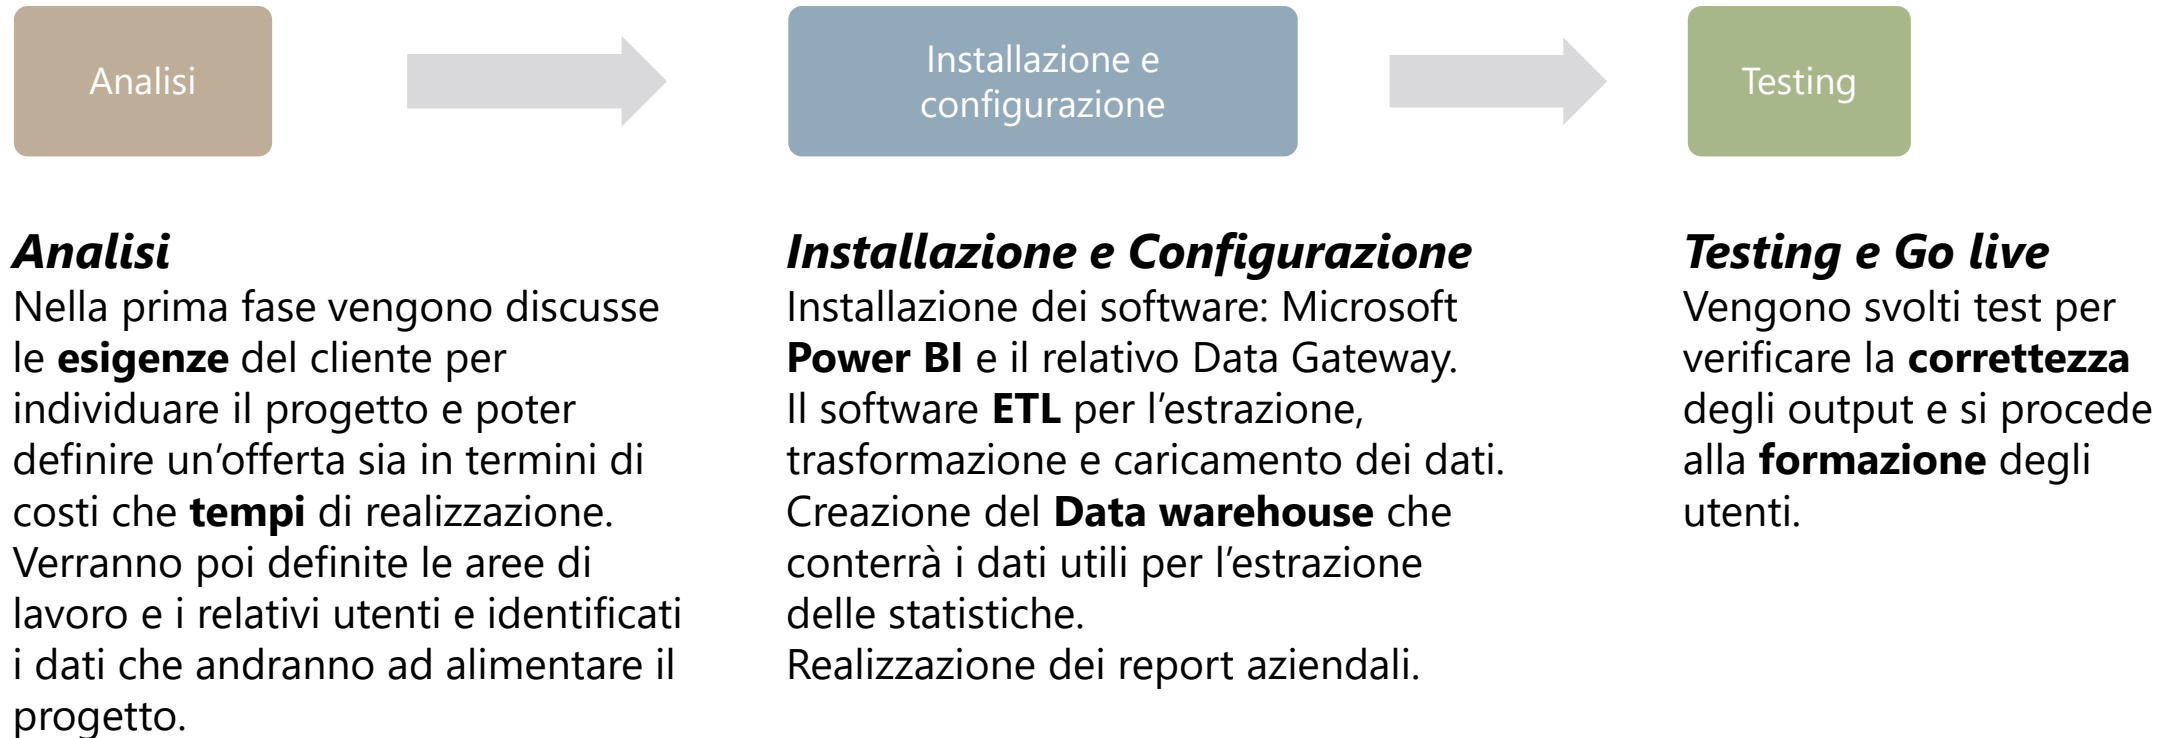 Analisi
Installazione e
configurazione
Testing
Analisi
Nella prima fase vengono discusse
le esigenze del cliente per
individuare il progetto e poter
definire un’offerta sia in termini di
costi che tempi di realizzazione.
Verranno poi definite le aree di
lavoro e i relativi utenti e identificati
i dati che andranno ad alimentare il
progetto.
Installazione e Configurazione
Installazione dei software: Microsoft
Power BI e il relativo Data Gateway.
Il software ETL per l’estrazione,
trasformazione e caricamento dei dati.
Creazione del Data warehouse che
conterrà i dati utili per l’estrazione
delle statistiche.
Realizzazione dei report aziendali.
Testing e Go live
Vengono svolti test per
verificare la correttezza
degli output e si procede
alla formazione degli
utenti.